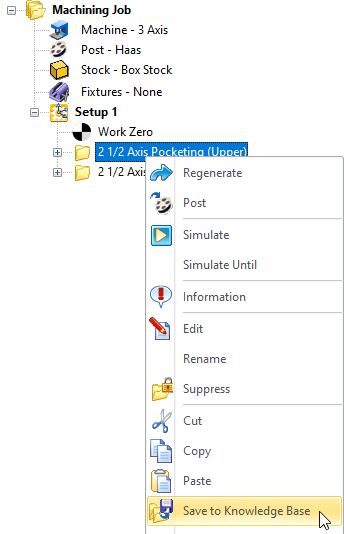 Machining Job
Machine - 3 Axis
Post - Haas
Stock - Box Stock
Fixtures - None
Setup 1
Work Zero
2 1/2 Axis Pocketing (Upper)
2 1/2 Axis
Regenerate
Post
Simulate
Simulate Until
Information
Edit
Rename
Suppress
Cut
Copy
Paste
Save to Knowledge Base